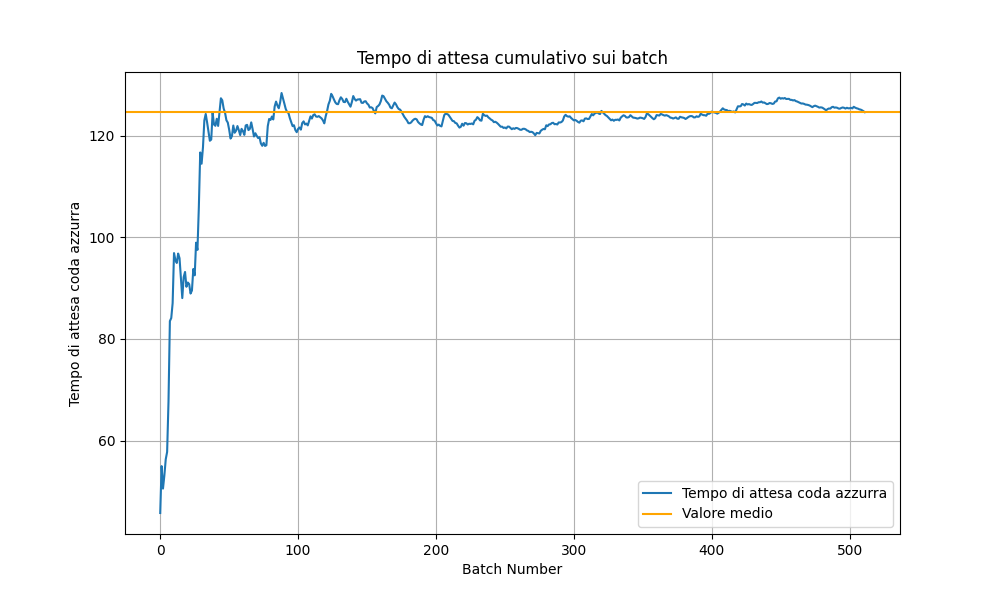 Tempo di attesa cumulativo sui batch
Tempo di attesa coda azzurra
120
100
80
60
0
100
200
300
400
500
Batch Number
Tempo di attesa coda azzurra
Valore medio